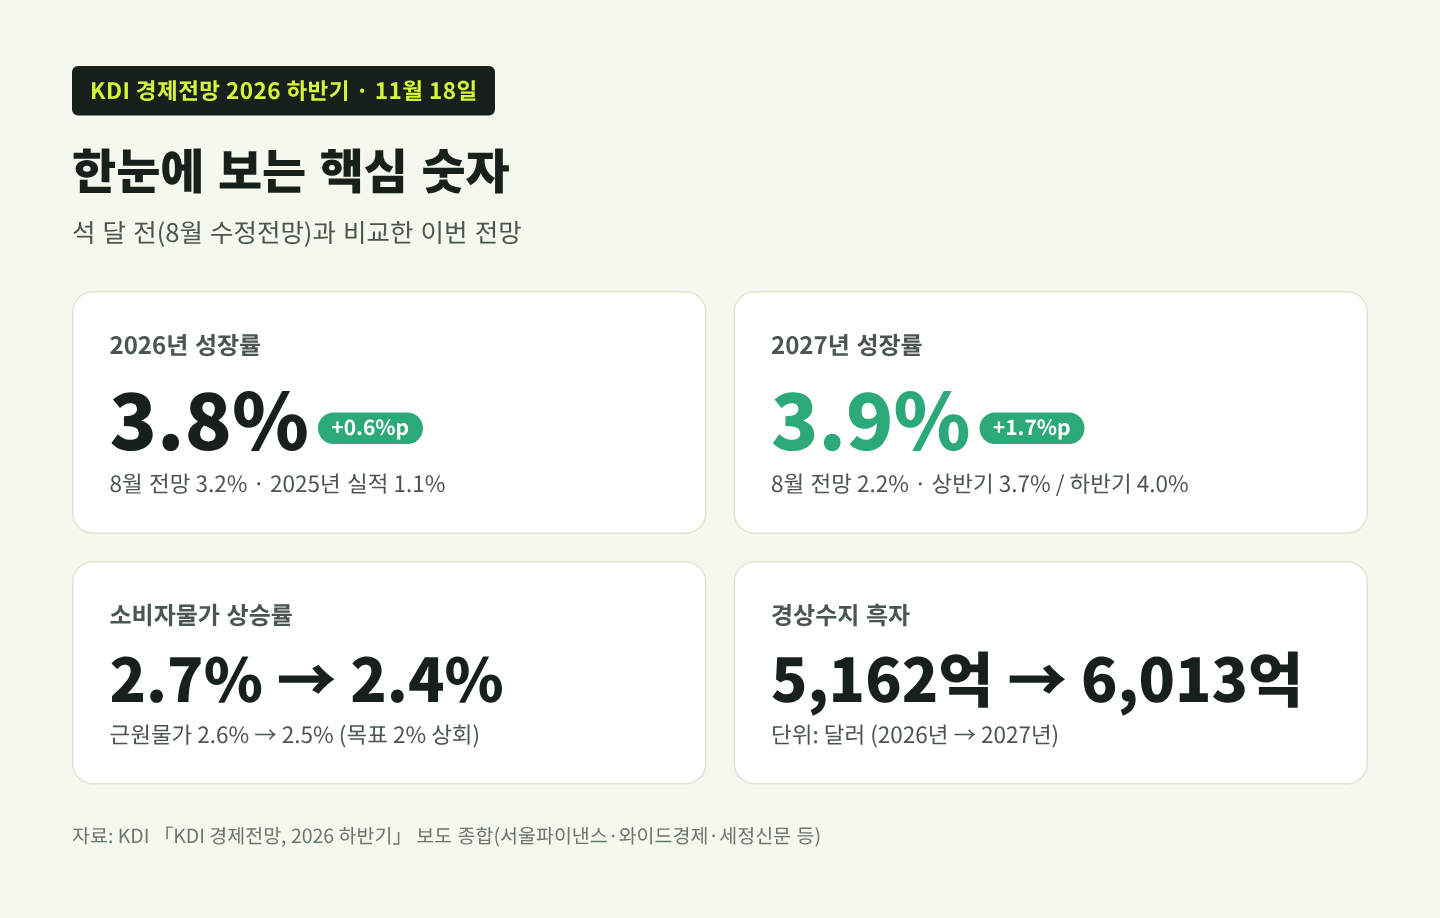 KDI 경제전망 2026 하반기 · 11월 18일
한눈에 보는 핵심 숫자
석 달 전(8월 수정전망)과 비교한 이번 전망
2026년 성장률
3.8% +0.6%p
8월 전망 3.2% · 2025년 실적 1.1%
2027년 성장률
3.9% +1.7%p
8월 전망 2.2% · 상반기 3.7% / 하반기 4.0%
소비자물가 상승률
2.7% → 2.4%
근원물가 2.6% → 2.5% (목표 2% 상회)
경상수지 흑자
5,162억 → 6,013억
단위: 달러 (2026년 → 2027년)
자료: KDI 「KDI 경제전망, 2026 하반기」 보도 종합(서울파이낸스·와이드경제·세정신문 등)